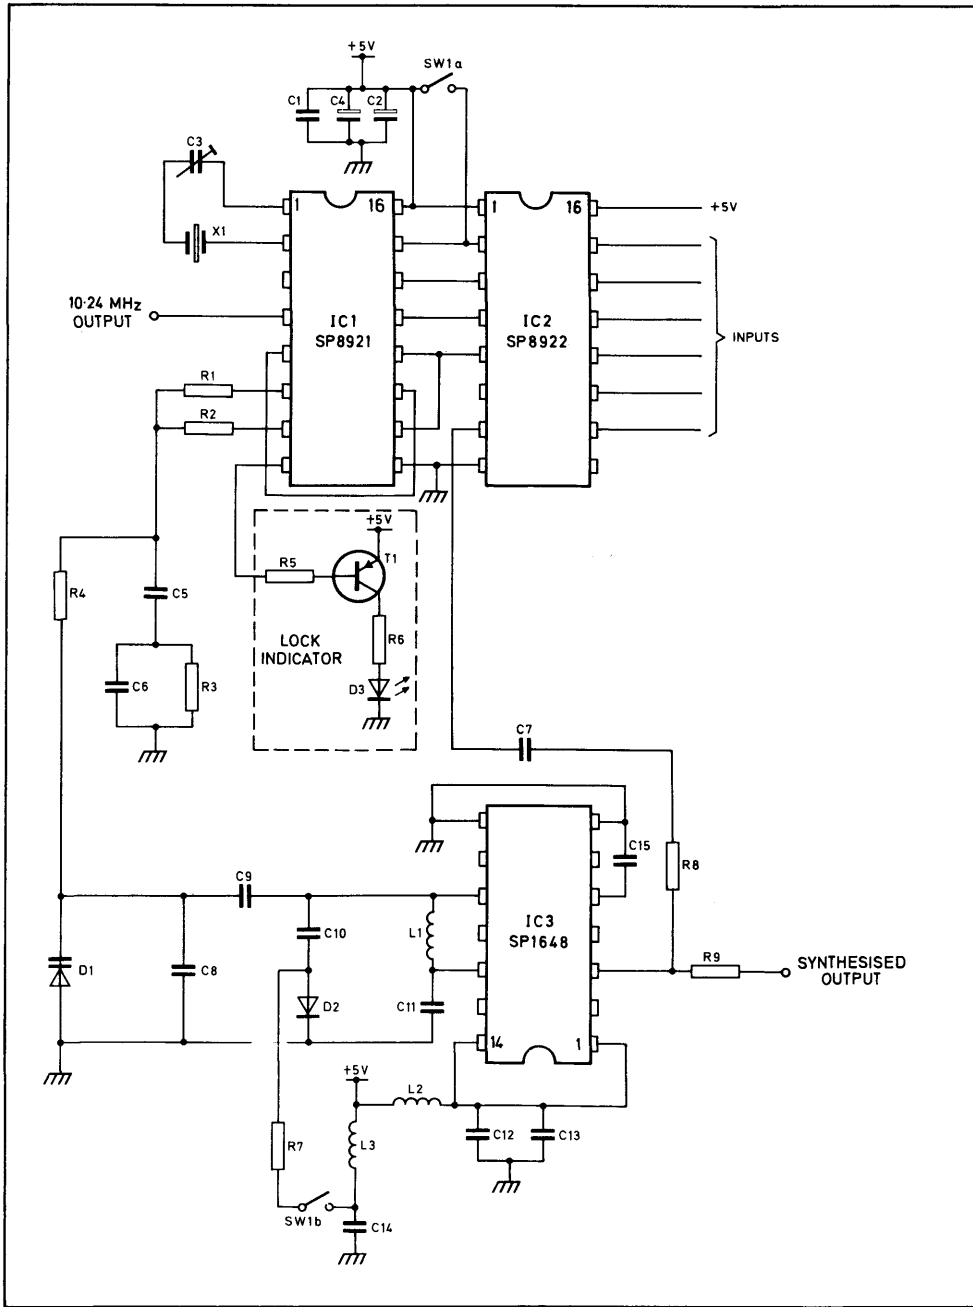 +5V
SW1a
C1
C4
C2
C3
1
16
1
16
+5V
X1
10·24 MHz
OUTPUT
IC1
SP8921
IC2
SP8922
INPUTS
R1
R2
+5V
T1
R5
R4
C5
R6
LOCK
INDICATOR
C6
R3
D3
C7
C15
R8
C9
IC3
SP1648
C10
L1
R9
SYNTHESISED
OUTPUT
D1
C8
D2
C11
14
1
+5V
L2
R7
L3
C12
C13
SW1b
C14